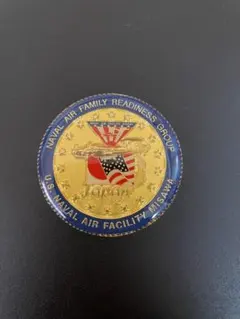 NAVAL AIR FAMILY READINESS GROUP
Japan
U.S. NAVAL AIR FACILITY MISAWA